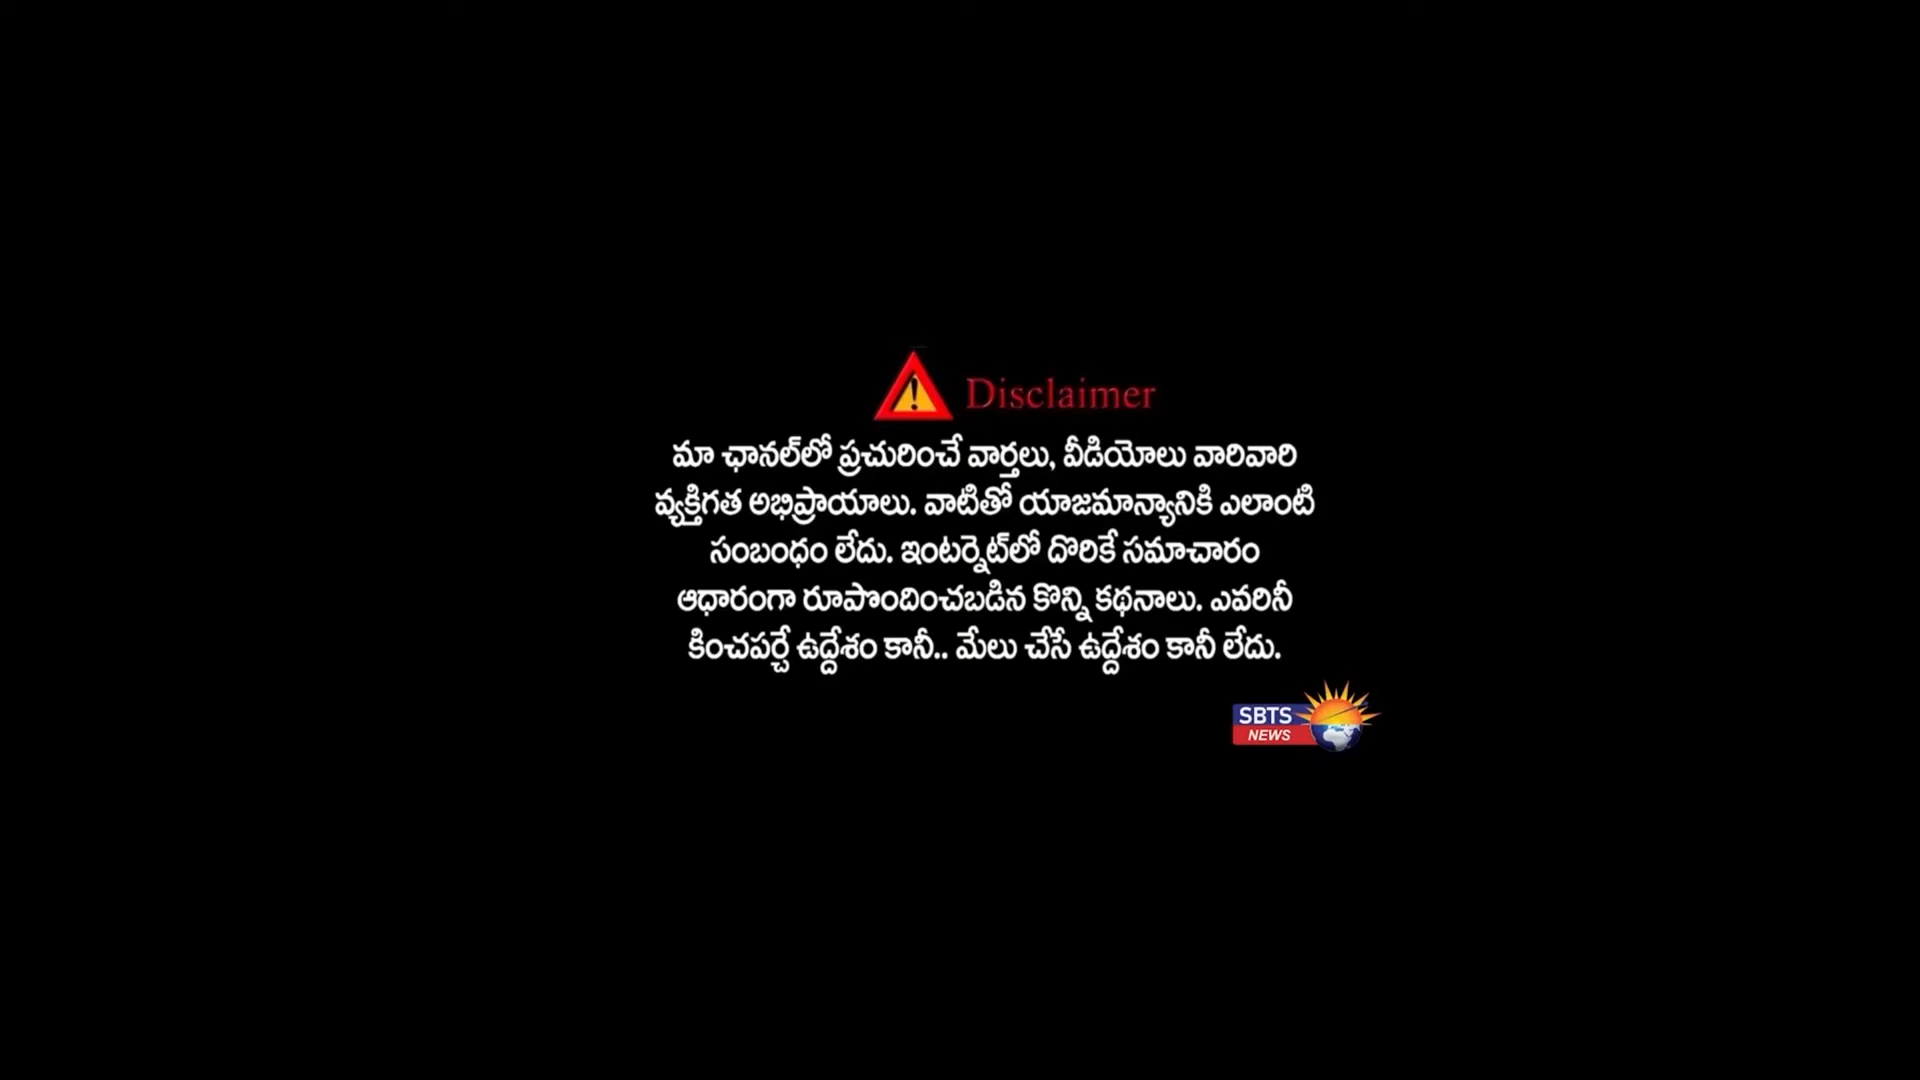 Disclaimer
మా ఛానల్‌లో ప్రచురించే వార్తలు, వీడియోలు వారివారి
వ్యక్తిగత అభిప్రాయాలు. వాటితో యాజమాన్యానికి ఎలాంటి
సంబంధం లేదు. ఇంటర్నెట్‌లో దొరికే సమాచారం
ఆధారంగా రూపొందించబడిన కొన్ని కథనాలు. ఎవరినీ
కించపర్చే ఉద్దేశం కానీ.. మేలు చేసే ఉద్దేశం కానీ లేదు.
SBTS
NEWS